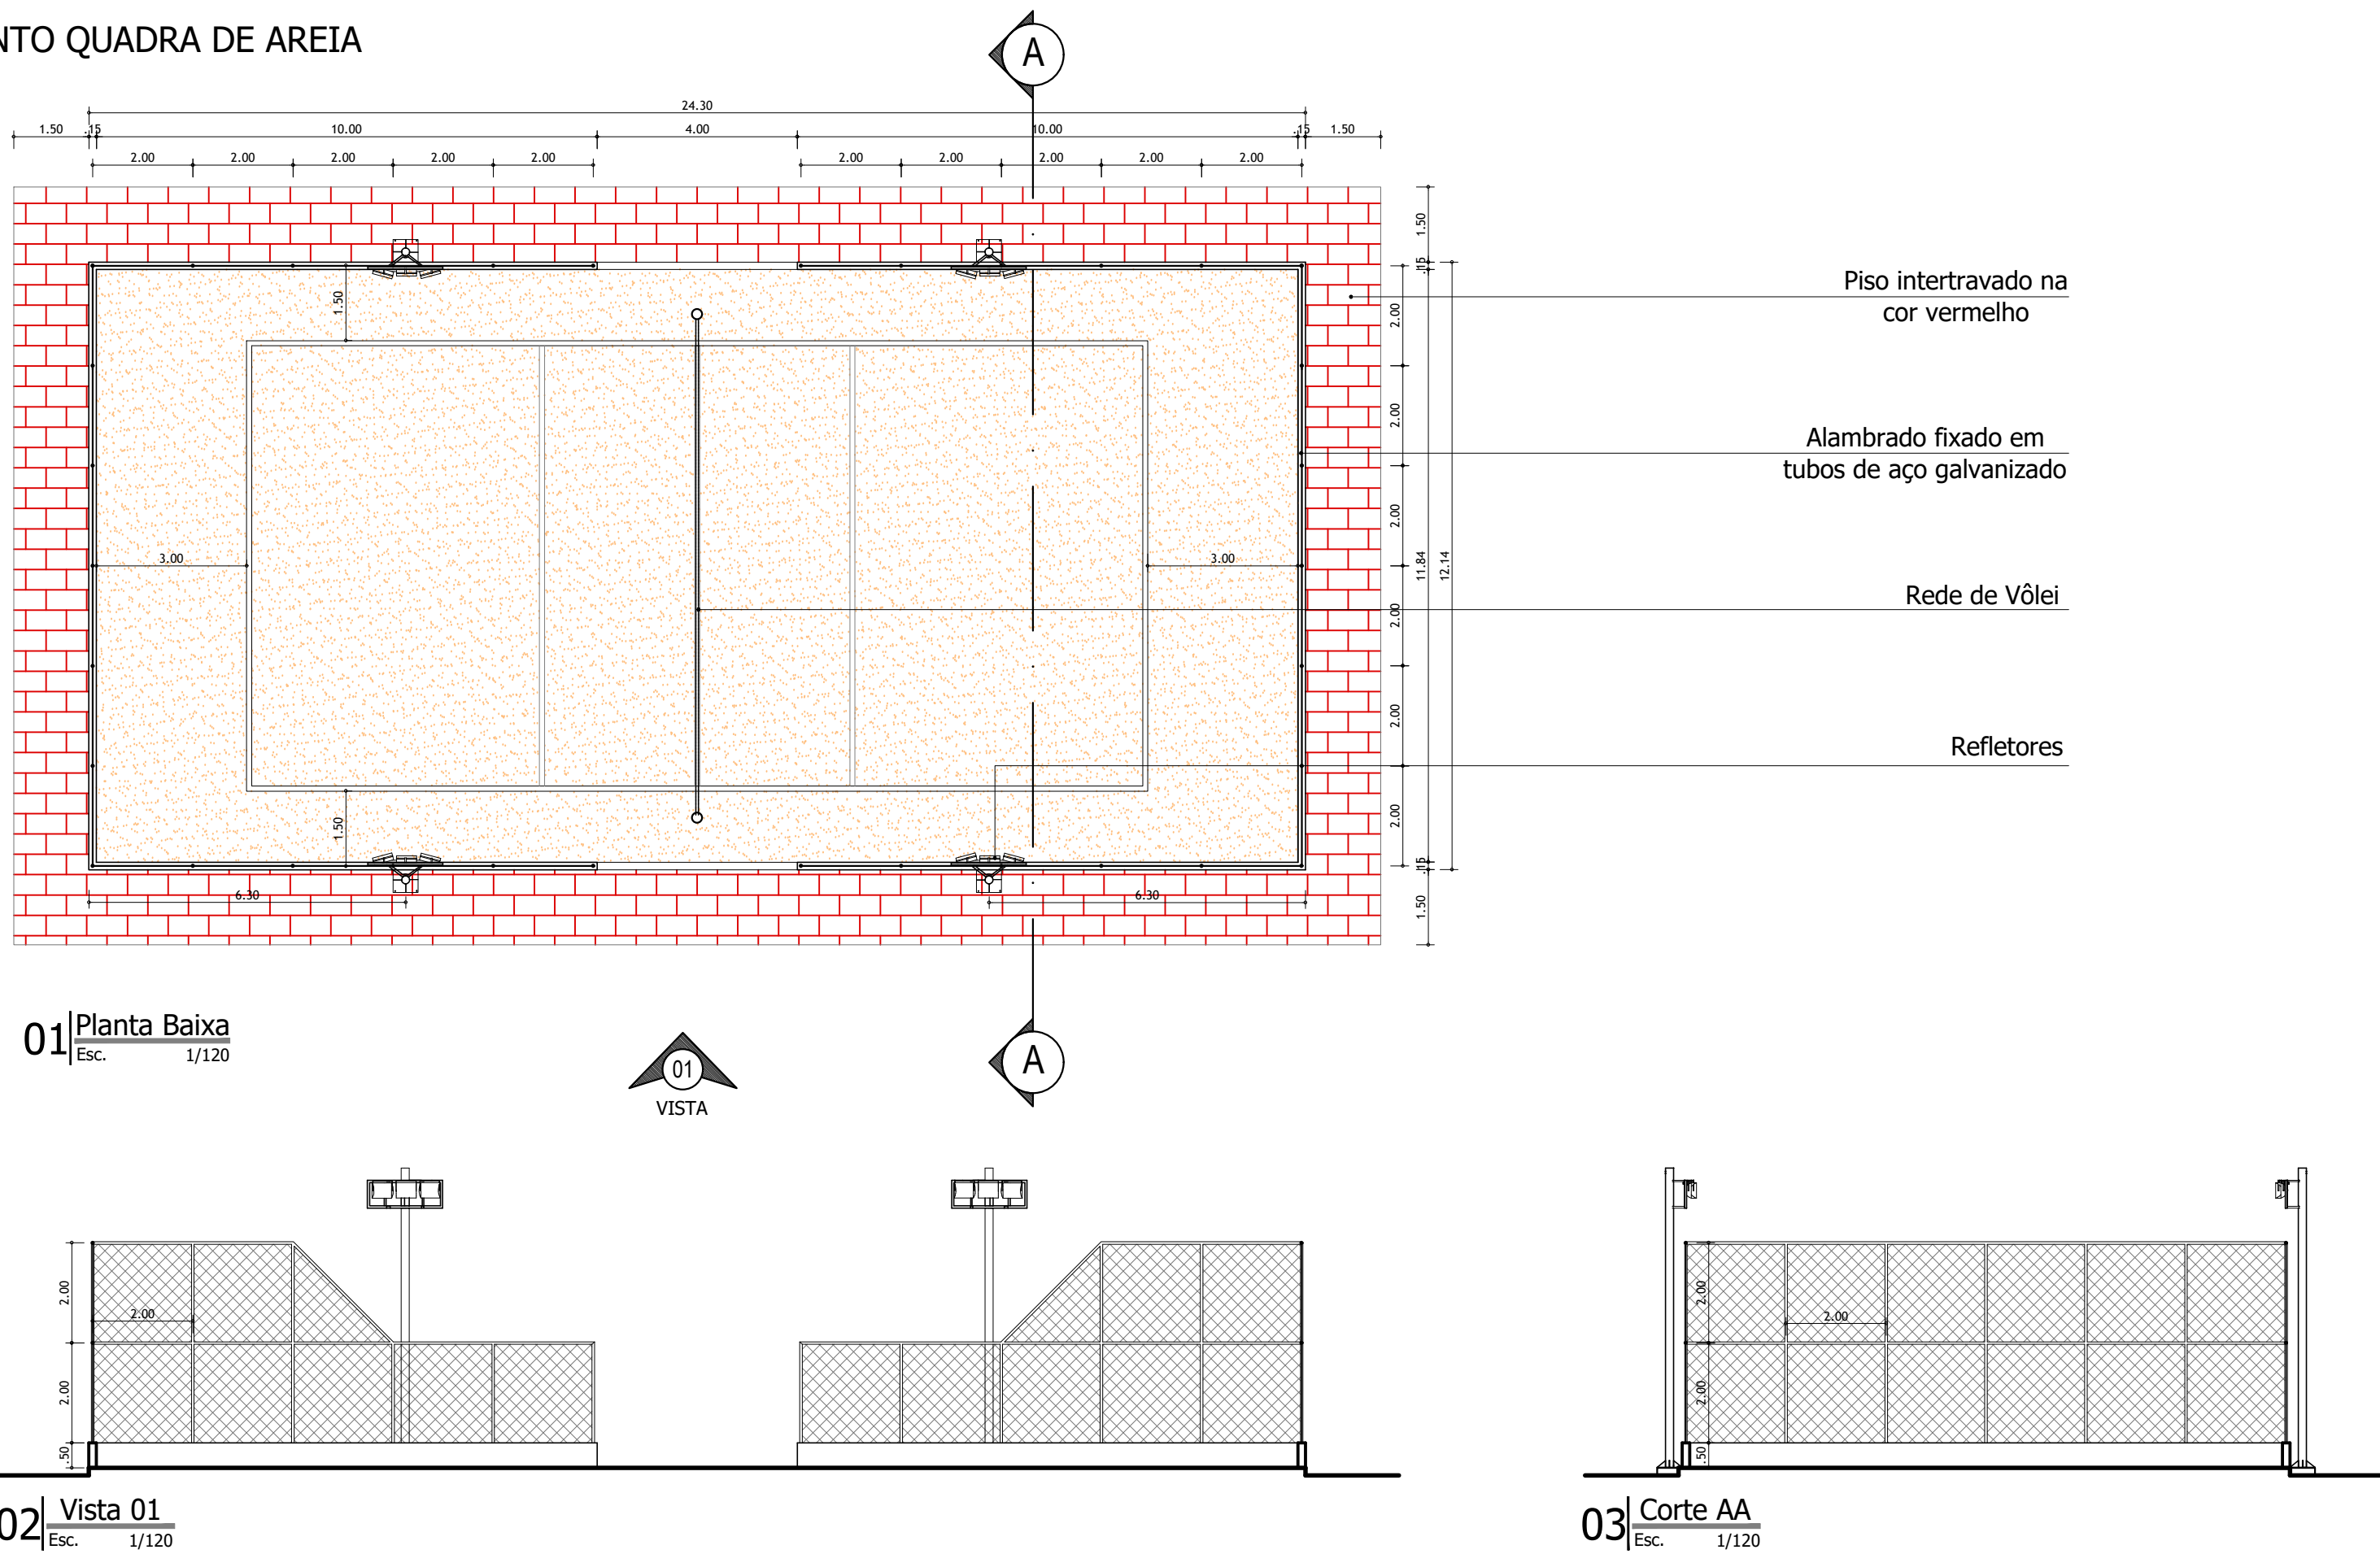 NTO QUADRA DE AREIA
A
24.30
1.50 .15 10.00 4.00 10.00 .15 1.50
2.00 2.00 2.00 2.00 2.00 2.00 2.00 2.00 2.00 2.00
1.50
.15
Piso intertravado na
cor vermelho
1.50
2.00
2.00
Alambrado fixado em
tubos de aço galvanizado
2.00
3.00
3.00
11.84
12.14
Rede de Vôlei
2.00
2.00
Refletores
1.50
2.00
.15
6.30
6.30
1.50
01 Planta Baixa
Esc. 1/120
01
VISTA
A
2.00
2.00
2.00
.50
2.00
2.00
2.00
.50
02 Vista 01
Esc. 1/120
03 Corte AA
Esc. 1/120